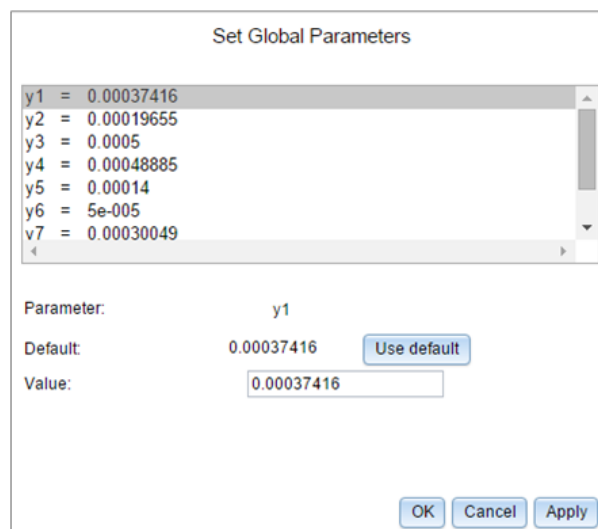 Set Global Parameters
y1 = 0.00037416
y2 = 0.00019655
y3 = 0.0005
y4 = 0.00048885
y5 = 0.00014
y6 = 5e-005
y7 = 0.00030049
Parameter: y1
Default: 0.00037416 Use default
Value: 0.00037416
OK Cancel Apply